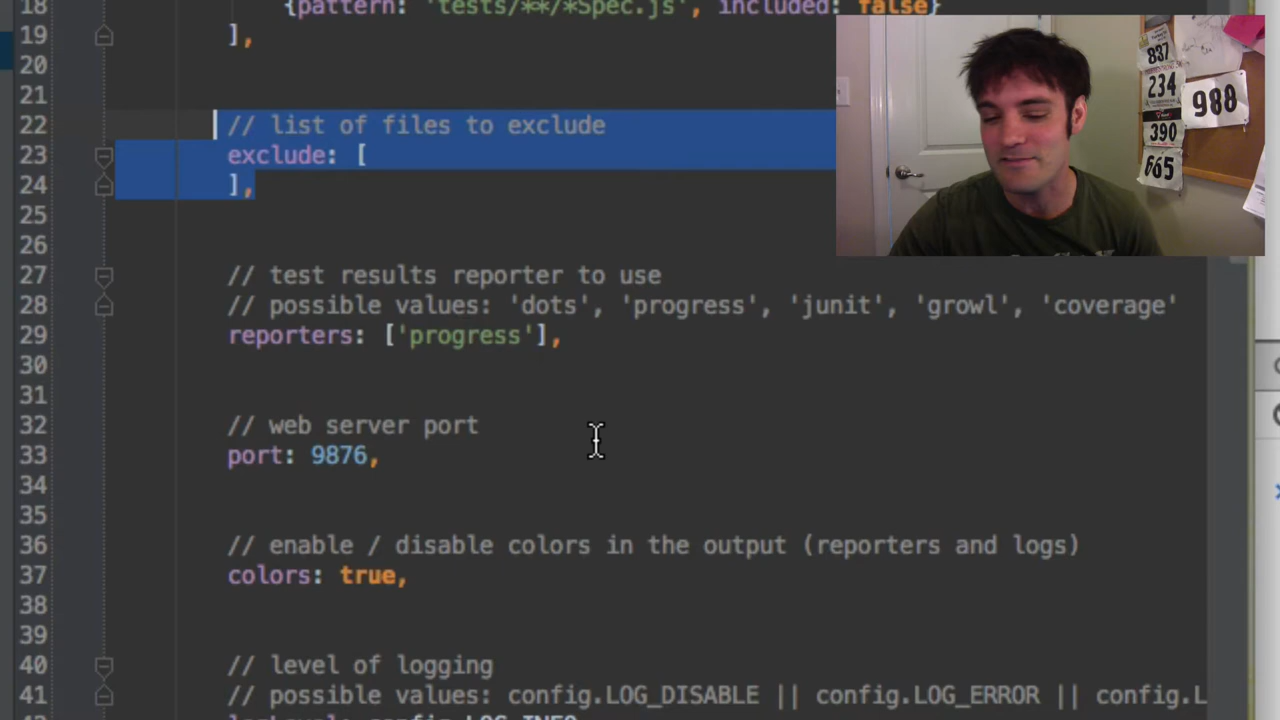 18 {pattern: 'tests/**/*Spec.js', included: false}
19 ],
20
21
22 // list of files to exclude
23 exclude: [
24 ],
25
26
27 // test results reporter to use
28 // possible values: 'dots', 'progress', 'junit', 'growl', 'coverage'
29 reporters: ['progress'],
30
31
32 // web server port
33 port: 9876,
34
35
36 // enable / disable colors in the output (reporters and logs)
37 colors: true,
38
39
40 // level of logging
41 // possible values: config.LOG_DISABLE || config.LOG_ERROR || config.L
42 logLevel: config.LOG_INFO
837
234
988
390
665